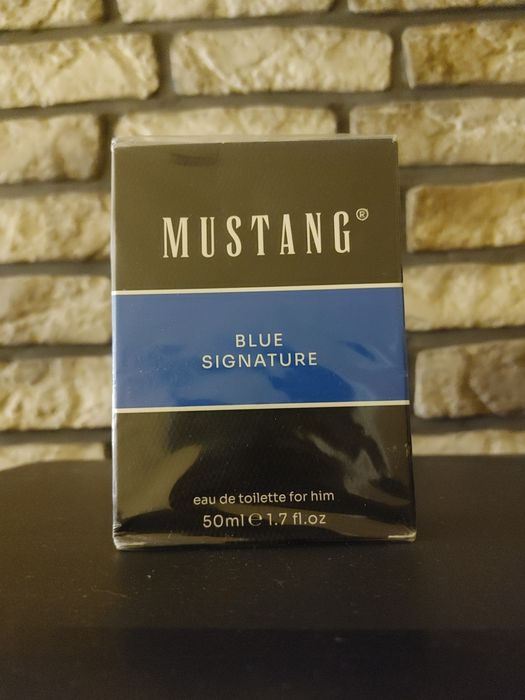 MUSTANG®
BLUE
SIGNATURE
eau de toilette for him
50ml ℮ 1.7 fl.oz